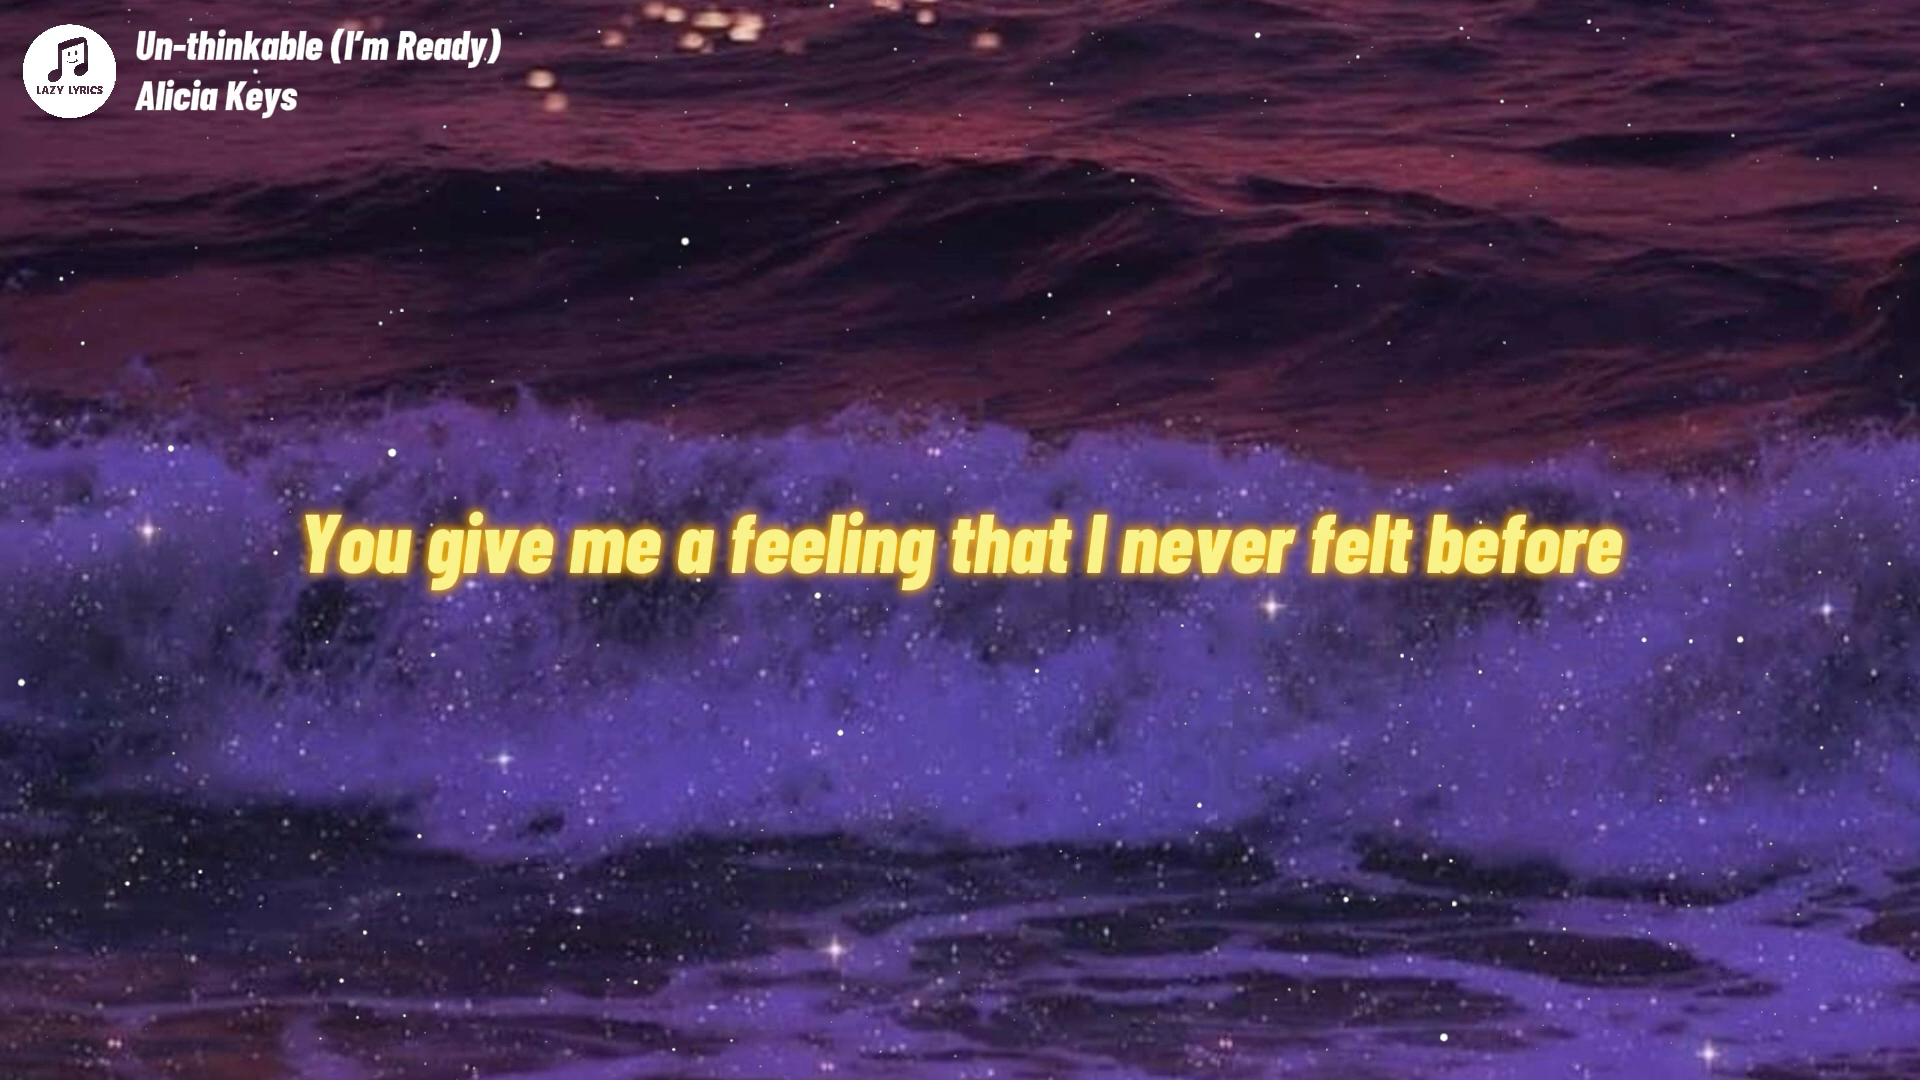 Un-thinkable (I'm Ready)
LAZY LYRICS
Alicia Keys
You give me a feeling that I never felt before